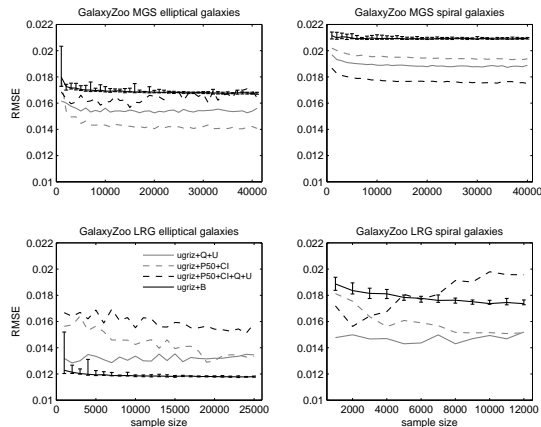 GalaxyZoo MGS elliptical galaxies
0.022
0.02
0.018
0.016
0.014
0.012
0.01
RMSE
0 10000 20000 30000 40000
GalaxyZoo MGS spiral galaxies
0.022
0.02
0.018
0.016
0.014
0.012
0.01
0 10000 20000 30000 40000
GalaxyZoo LRG elliptical galaxies
0.022
0.02
0.018
0.016
0.014
0.012
0.01
RMSE
ugriz+Q+U
ugriz+P50+CI
ugriz+P50+CI+Q+U
ugriz+B
0 5000 10000 15000 20000 25000
sample size
GalaxyZoo LRG spiral galaxies
0.022
0.02
0.018
0.016
0.014
0.012
0.01
2000 4000 6000 8000 10000 12000
sample size